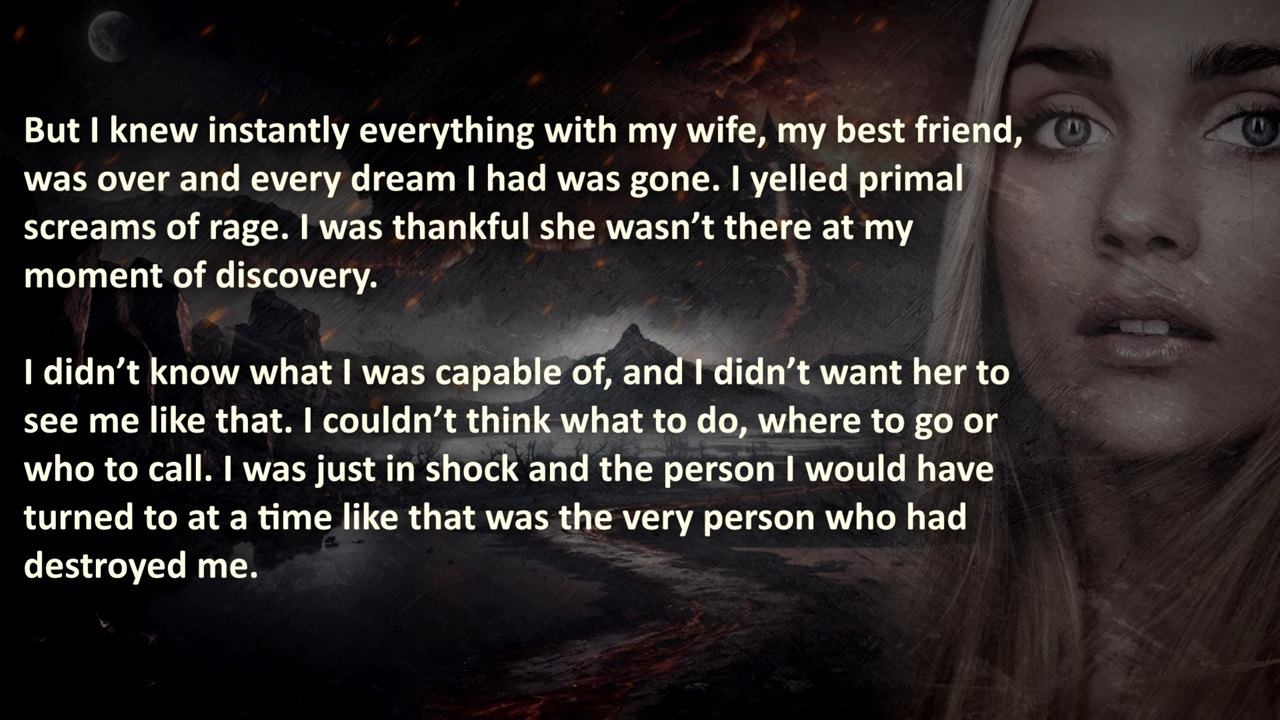 But I knew instantly everything with my wife, my best friend,
was over and every dream I had was gone. I yelled primal
screams of rage. I was thankful she wasn’t there at my
moment of discovery.
I didn’t know what I was capable of, and I didn’t want her to
see me like that. I couldn’t think what to do, where to go or
who to call. I was just in shock and the person I would have
turned to at a time like that was the very person who had
destroyed me.